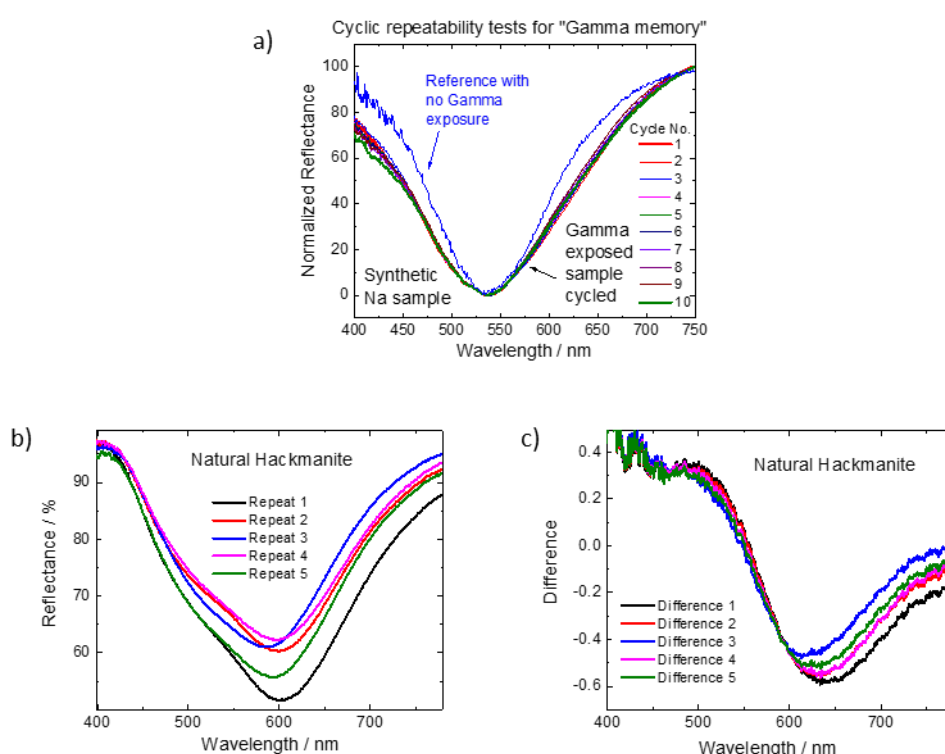 a)
Cyclic repeatability tests for "Gamma memory"
Normalized Reflectance
100
80
60
40
20
0
Reference with
no Gamma
exposure
Synthetic
Na sample
Gamma
exposed
sample
cycled
Cycle No.
1
2
3
4
5
6
7
8
9
10
400 450 500 550 600 650 700 750
Wavelength / nm
b)
Natural Hackmanite
Reflectance / %
90
80
70
60
Repeat 1
Repeat 2
Repeat 3
Repeat 4
Repeat 5
400 500 600 700
Wavelength / nm
c)
Natural Hackmanite
Difference
0.4
0.2
0.0
-0.2
-0.4
-0.6
Difference 1
Difference 2
Difference 3
Difference 4
Difference 5
400 500 600 700
Wavelength / nm